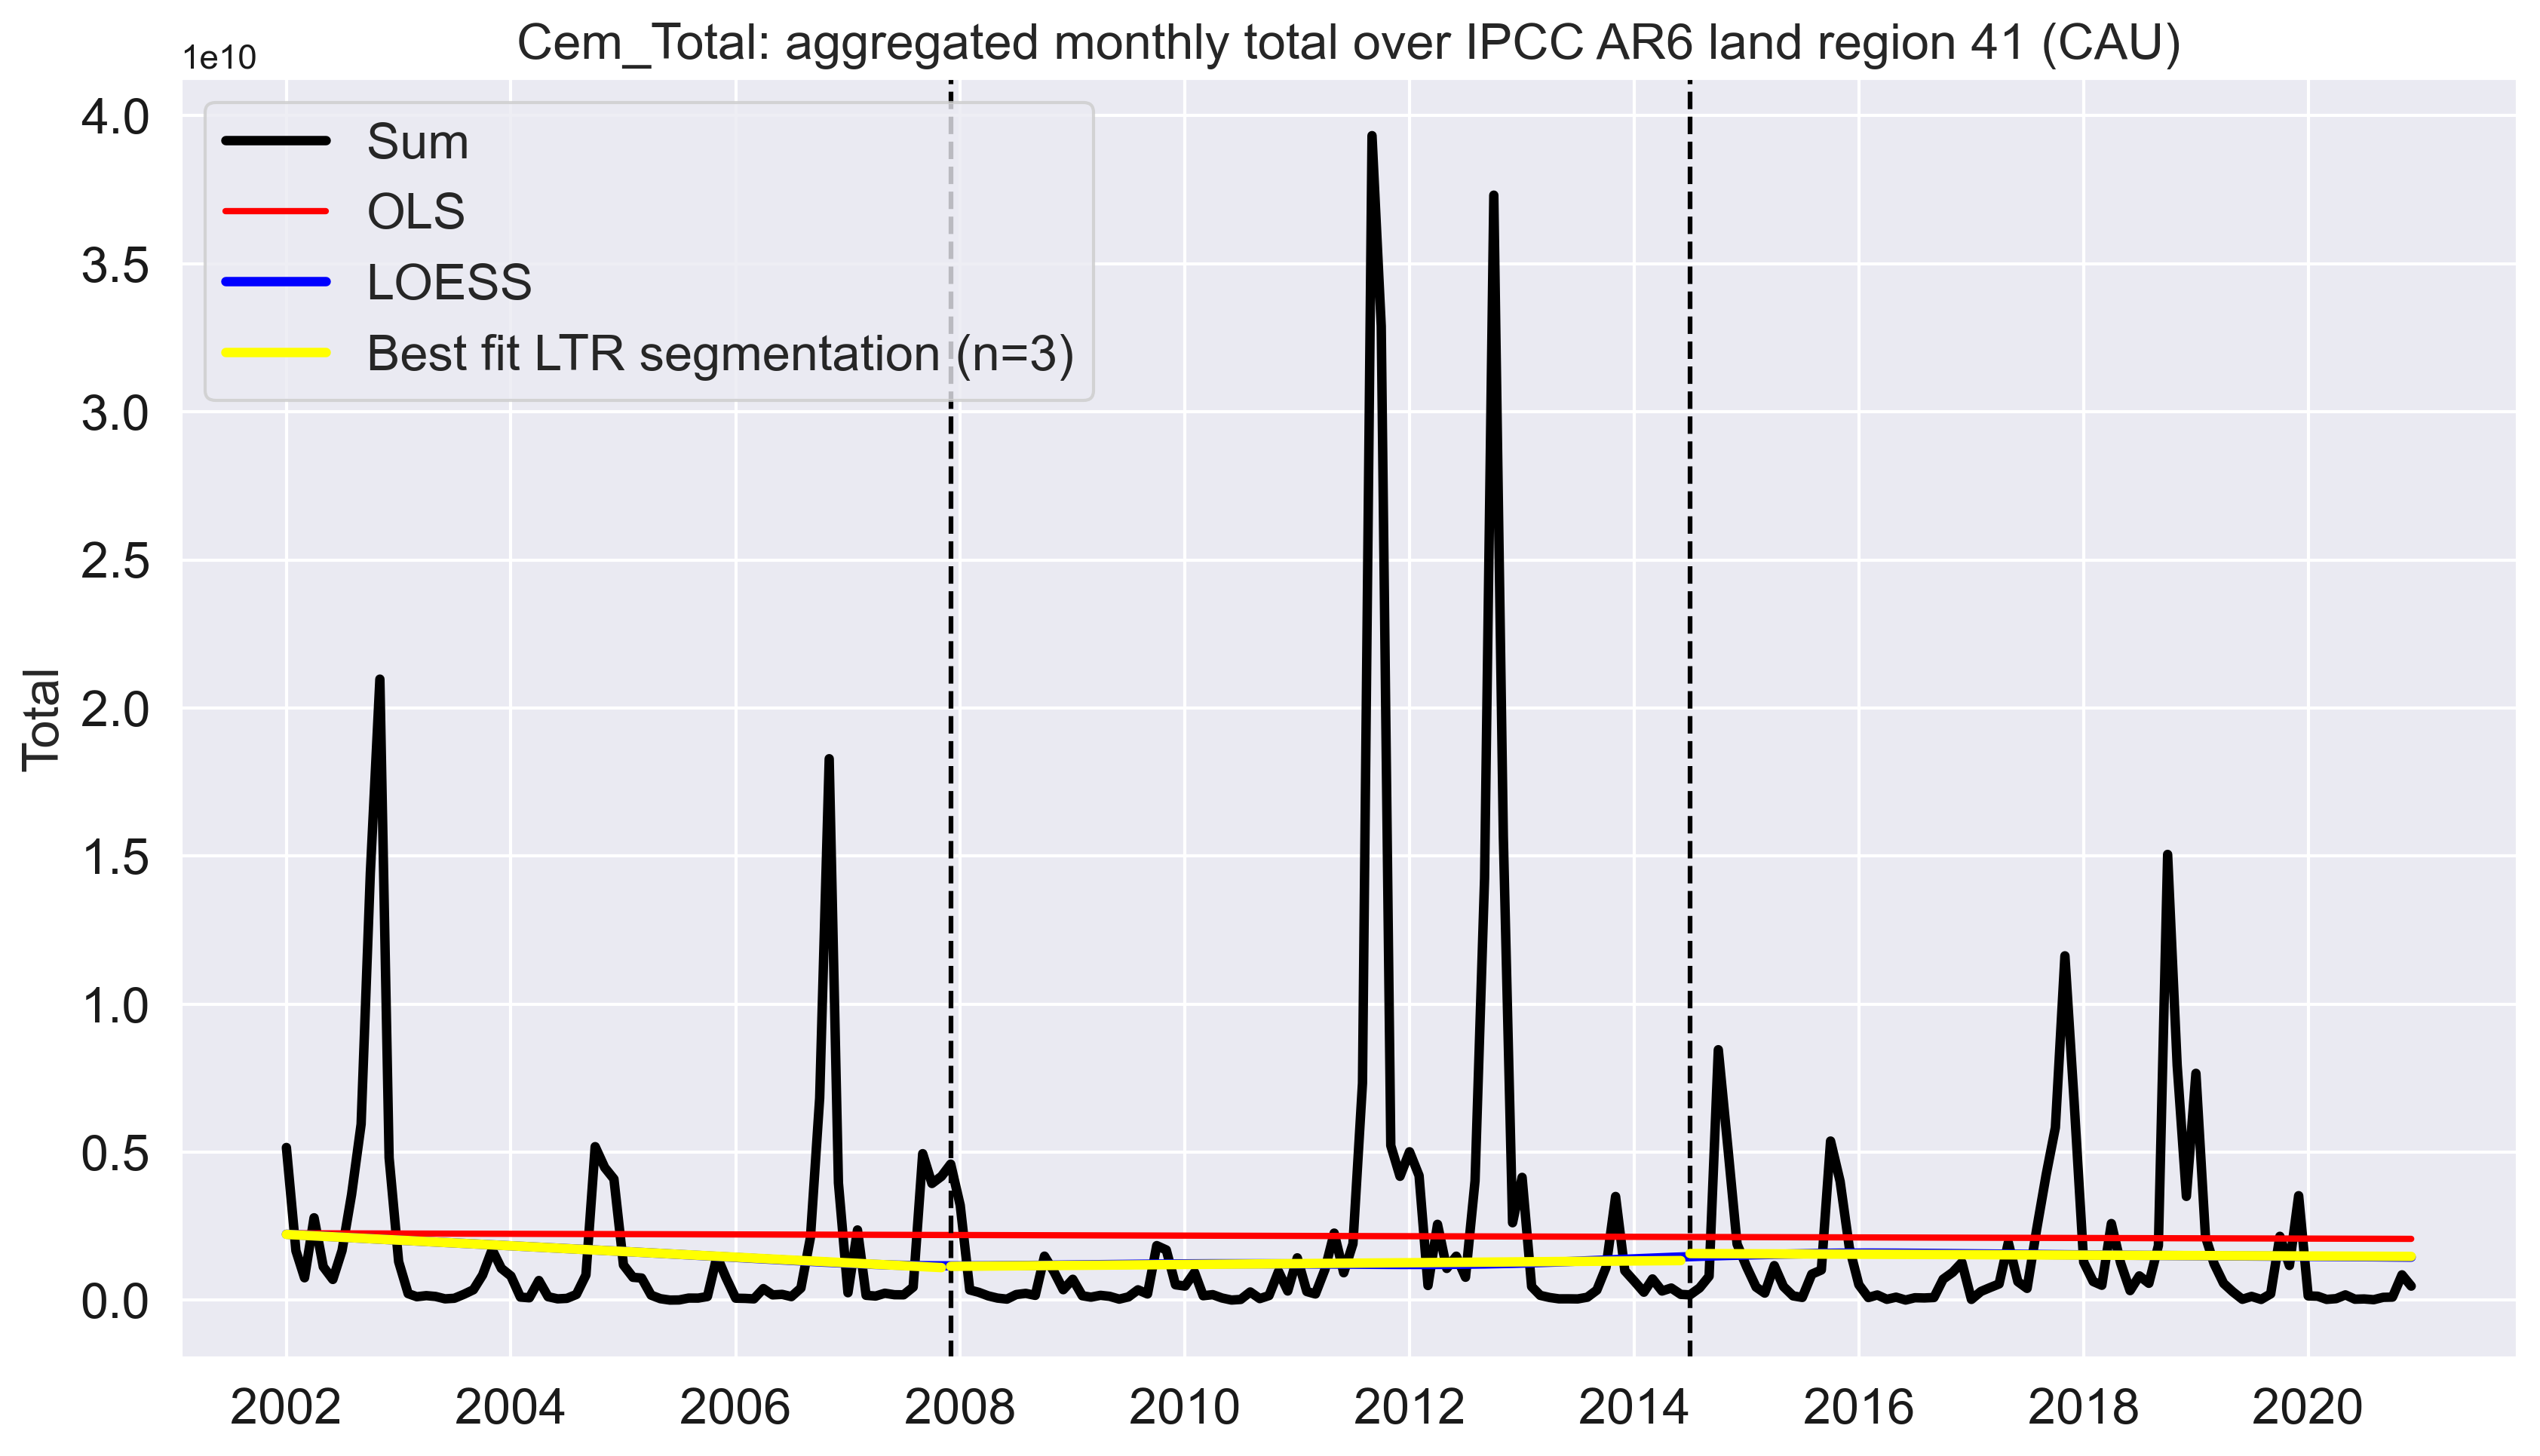 Cem_Total: aggregated monthly total over IPCC AR6 land region 41 (CAU)
1e10
Sum
OLS
LOESS
Best fit LTR segmentation (n=3)
Total
4.0
3.5
3.0
2.5
2.0
1.5
1.0
0.5
0.0
2002 2004 2006 2008 2010 2012 2014 2016 2018 2020